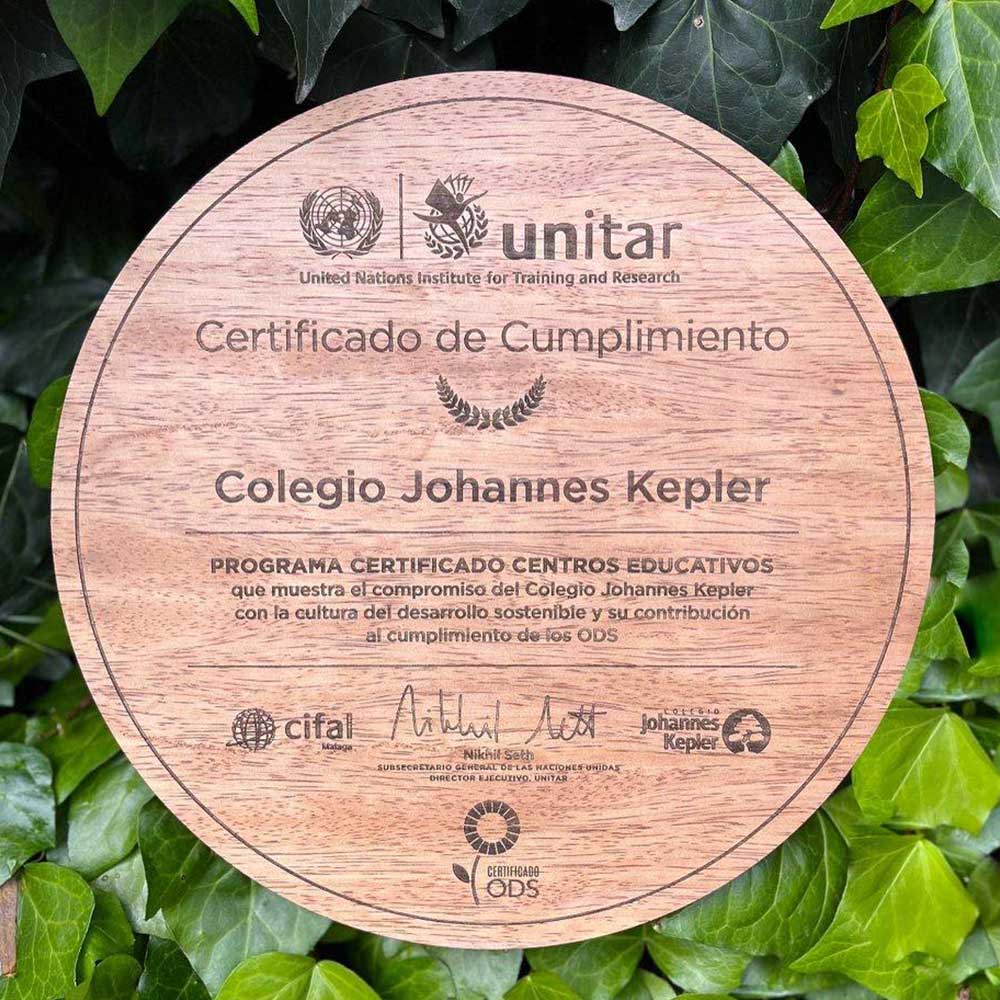 unitar
United Nations Institute for Training and Research
Certificado de Cumplimiento
Colegio Johannes Kepler
PROGRAMA CERTIFICADO CENTROS EDUCATIVOS
que muestra el compromiso del Colegio Johannes Kepler
con la cultura del desarrollo sostenible y su contribución
al cumplimiento de los ODS
cifal
Málaga
Nikhil Seth
Nikhil Seth
SUBSECRETARIO GENERAL DE LAS NACIONES UNIDAS
DIRECTOR EJECUTIVO, UNITAR
COLEGIO
Johannes
Kepler
CERTIFICADO
ODS